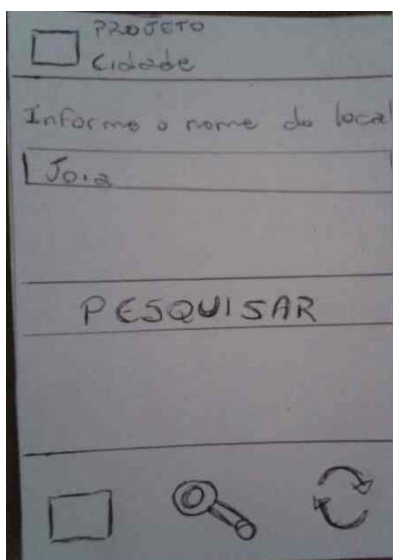 PROJETO
Cidade
Informe o nome do local
Joia
PESQUISAR